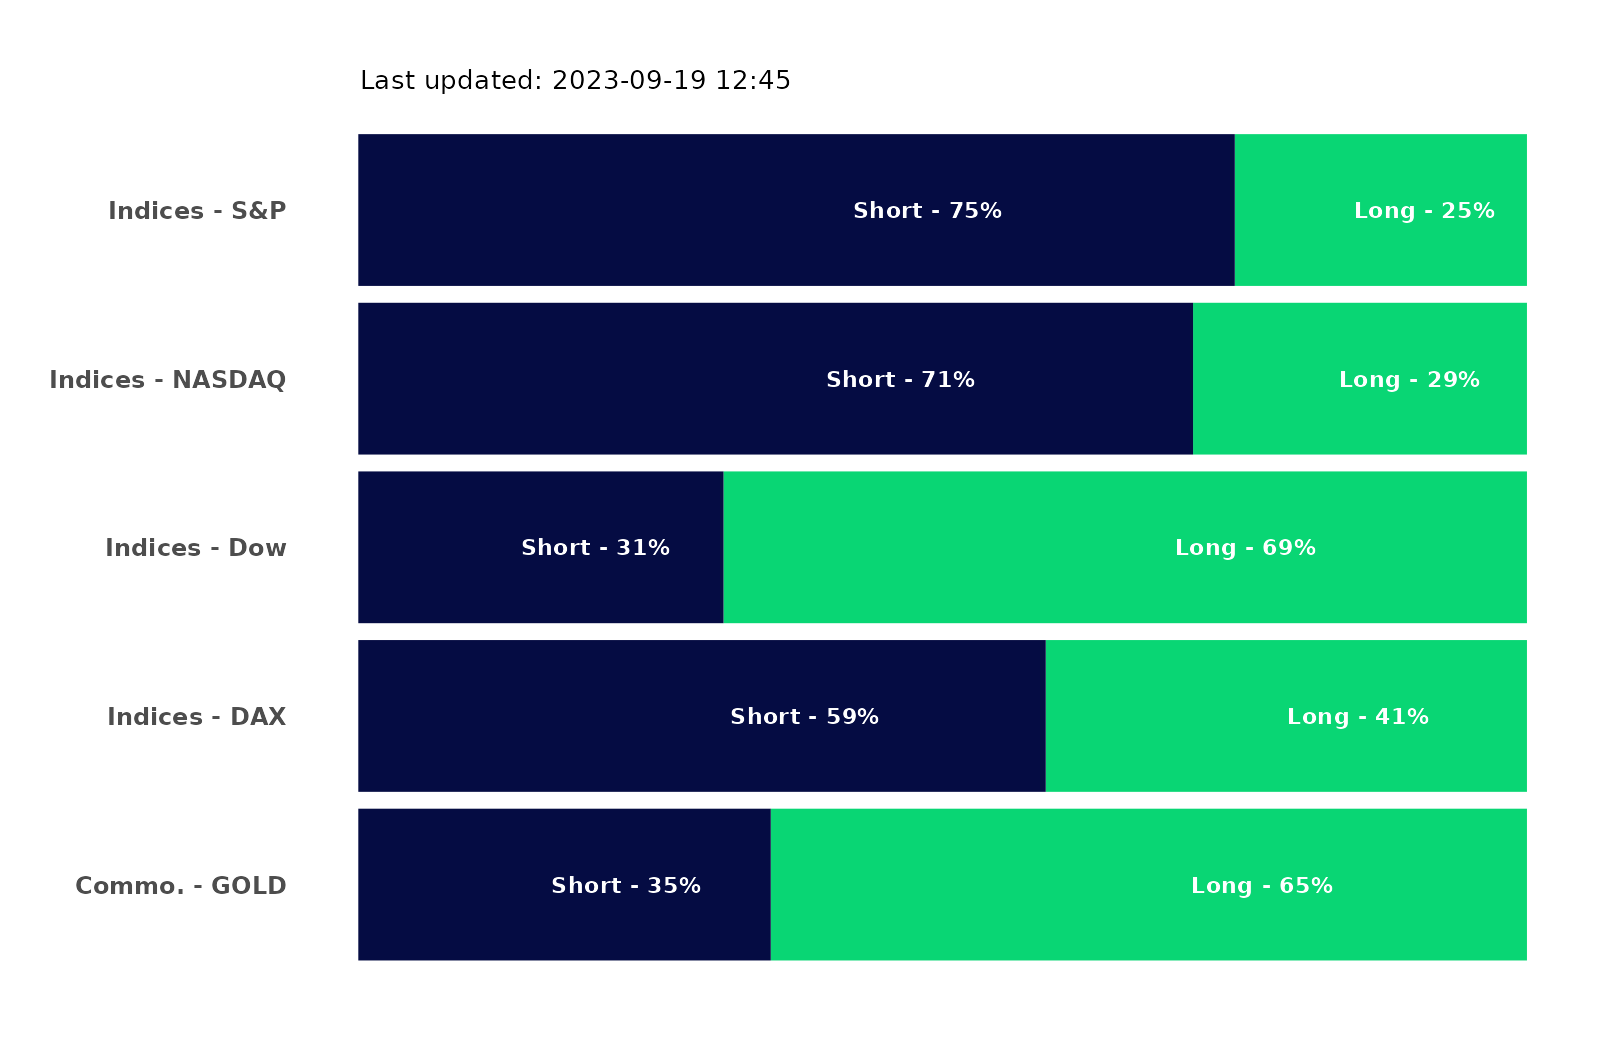 Last updated: 2023-09-19 12:45
Indices - S&P Short - 75% Long - 25%
Indices - NASDAQ Short - 71% Long - 29%
Indices - Dow Short - 31% Long - 69%
Indices - DAX Short - 59% Long - 41%
Commo. - GOLD Short - 35% Long - 65%